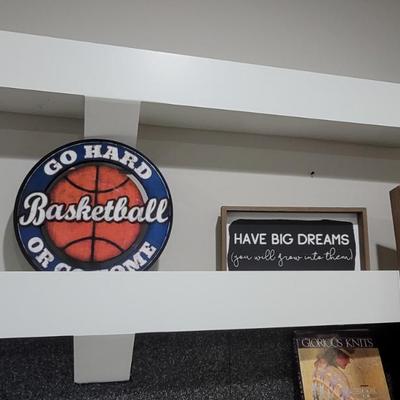 GO HARD
Basketball
OR GO HOME
HAVE BIG DREAMS
(you will grow into them)
GLORIOUS KNITS